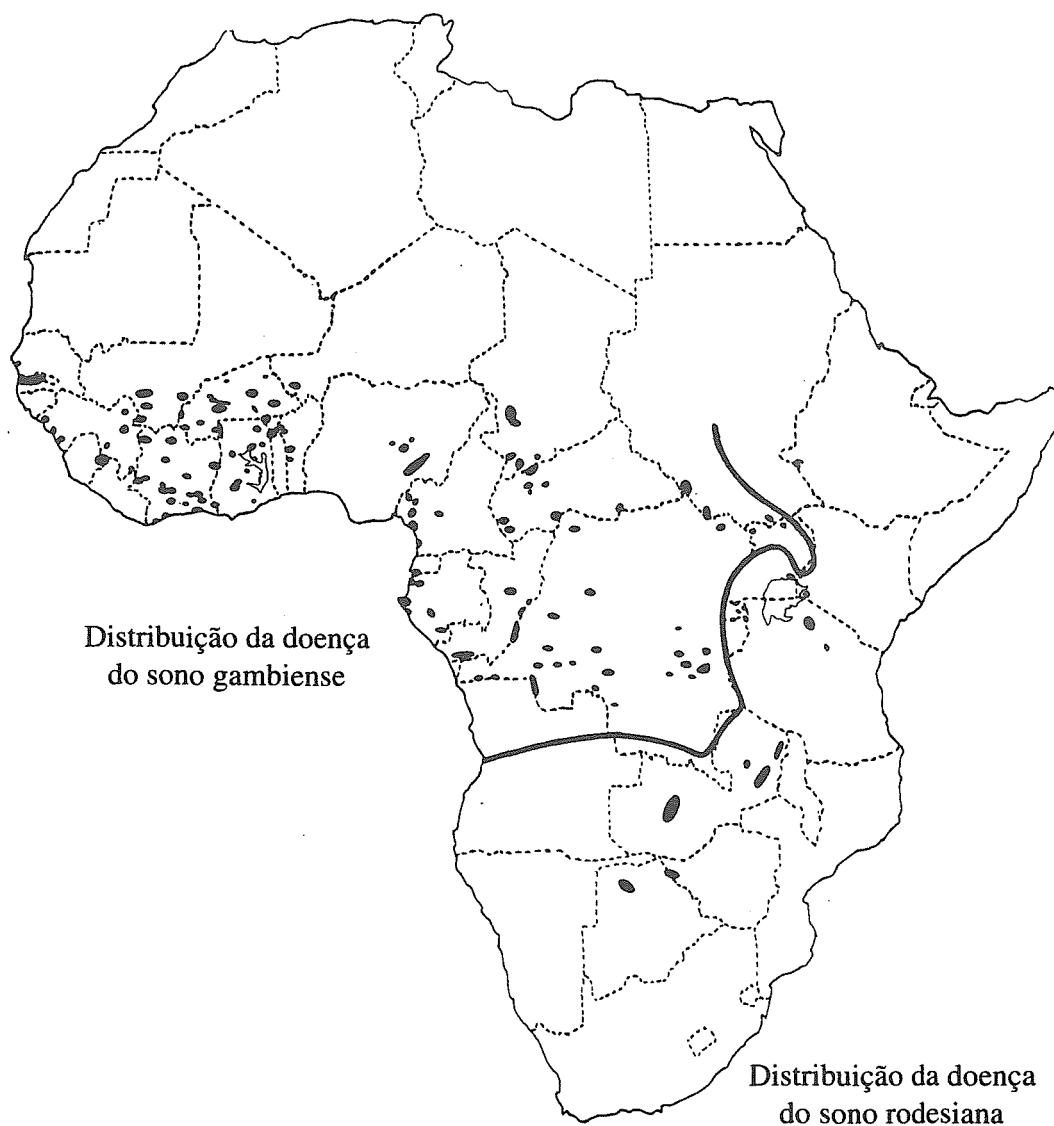 Distribuição da doença
do sono gambiense
Distribuição da doença
do sono rodesiana